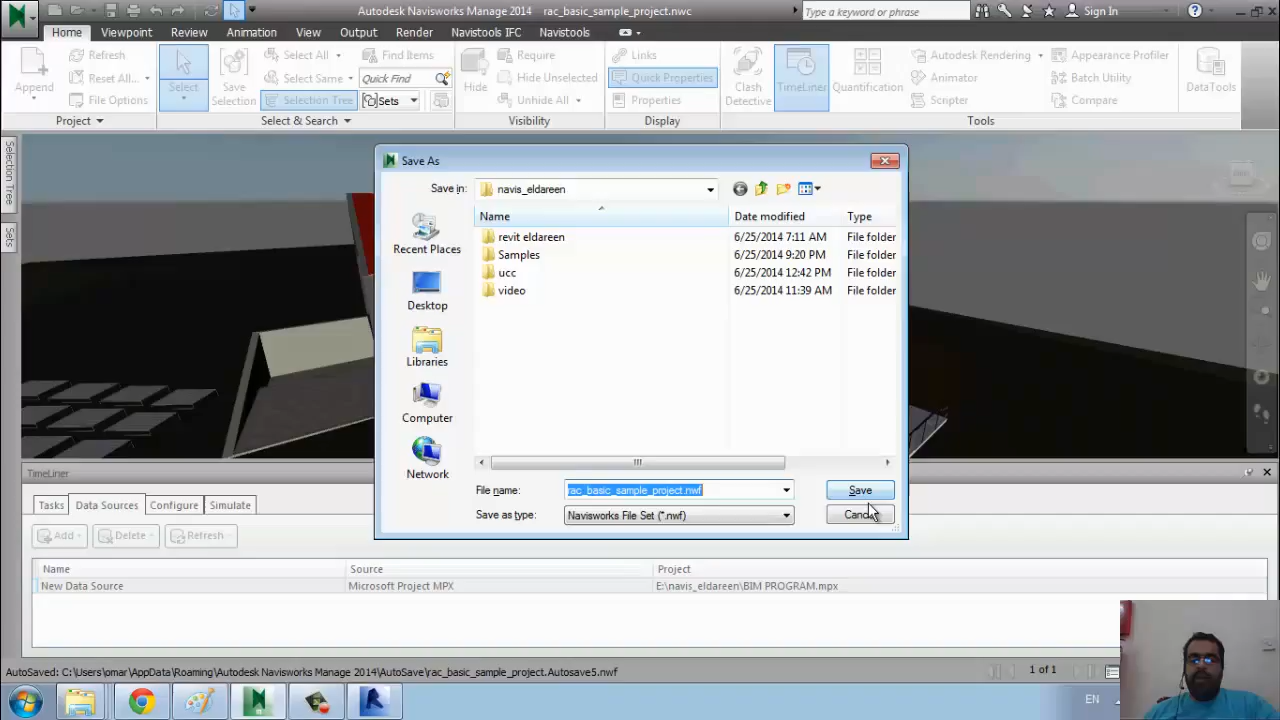 Autodesk Navisworks Manage 2014 rac_basic_sample_project.nwc
Type a keyword or phrase
Sign In
Home Viewpoint Review Animation View Output Render Navistools IFC Navistools
Append
Refresh
Reset All...
File Options
Project
Select
Save Selection
Select All
Select Same
Selection Tree
Find Items
Quick Find
Sets
Select & Search
Hide
Require
Hide Unselected
Unhide All
Visibility
Links
Quick Properties
Properties
Display
Clash Detective
TimeLiner
Quantification
Autodesk Rendering
Animator
Scripter
Appearance Profiler
Batch Utility
Compare
DataTools
Tools
Selection Tree
Sets
Save As
Save in: navis_eldareen
Recent Places
Desktop
Libraries
Computer
Network
Name Date modified Type
revit eldareen 6/25/2014 7:11 AM File folder
Samples 6/25/2014 9:20 PM File folder
ucc 6/25/2014 12:42 PM File folder
video 6/25/2014 11:39 AM File folder
File name: rac_basic_sample_project.nwf Save
Save as type: Navisworks File Set (*.nwf) Cancel
TimeLiner
Tasks Data Sources Configure Simulate
Add Delete Refresh
Name Source Project
New Data Source Microsoft Project MPX E:\navis_eldareen\BIM PROGRAM.mpx
AutoSaved: C:\Users\omar\AppData\Roaming\Autodesk Navisworks Manage 2014\AutoSave\rac_basic_sample_project.Autosave5.nwf
1 of 1
EN